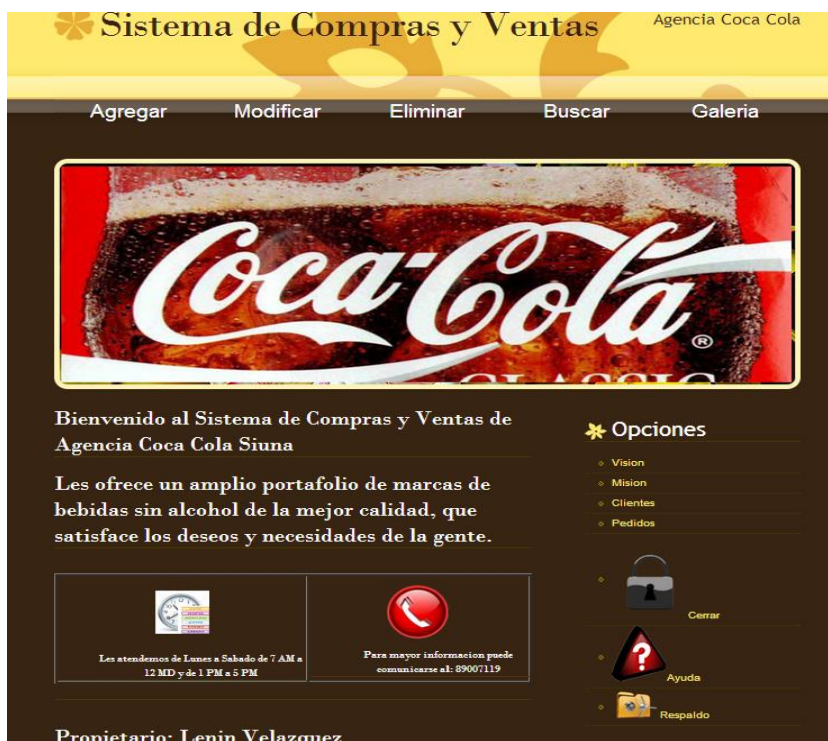 Sistema de Compras y Ventas
Agencia Coca Cola
Agregar
Modificar
Eliminar
Buscar
Galeria
Coca-Cola
®
CLASSIC
Bienvenido al Sistema de Compras y Ventas de
Agencia Coca Cola Siuna
Les ofrece un amplio portafolio de marcas de
bebidas sin alcohol de la mejor calidad, que
satisface los deseos y necesidades de la gente.
Les atendemos de Lunes a Sabado de 7 AM a
12 MD y de 1 PM a 5 PM
Para mayor informacion puede
comunicarse al: 89007119
Propietario: Lenin Velazquez
Opciones
Vision
Mision
Clientes
Pedidos
Cerrar
?
Ayuda
Respaldo